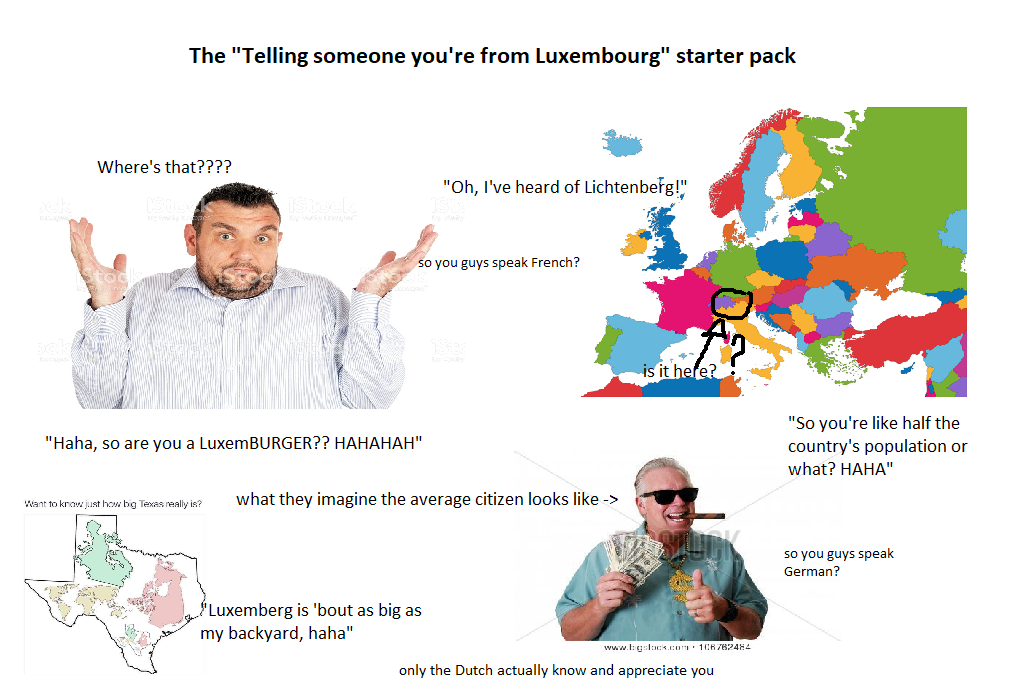 The "Telling someone you're from Luxembourg" starter pack
Where's that????
"Oh, I've heard of Lichtenberg!"
so you guys speak French?
is it here?
?
"Haha, so are you a LuxemBURGER?? HAHAHAH"
"So you're like half the
country's population or
what? HAHA"
what they imagine the average citizen looks like ->
Want to know just how big Texas really is?
so you guys speak
German?
"Luxemberg is 'bout as big as
my backyard, haha"
www.bigstock.com · 106762484
only the Dutch actually know and appreciate you